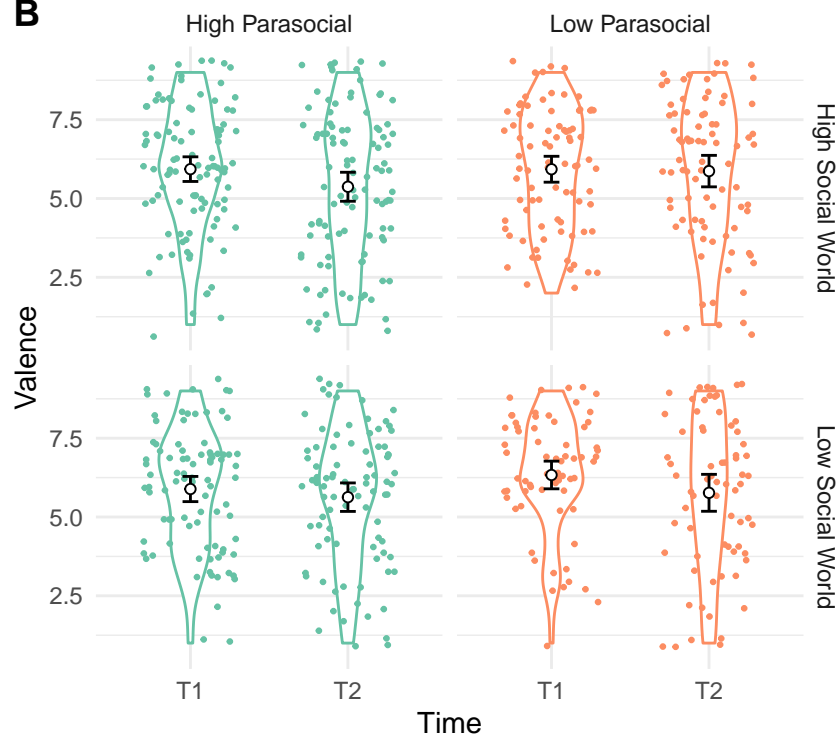 B
High Parasocial
Low Parasocial
High Social World
7.5
5.0
2.5
Valence
Low Social World
7.5
5.0
2.5
T1
T2
T1
T2
Time